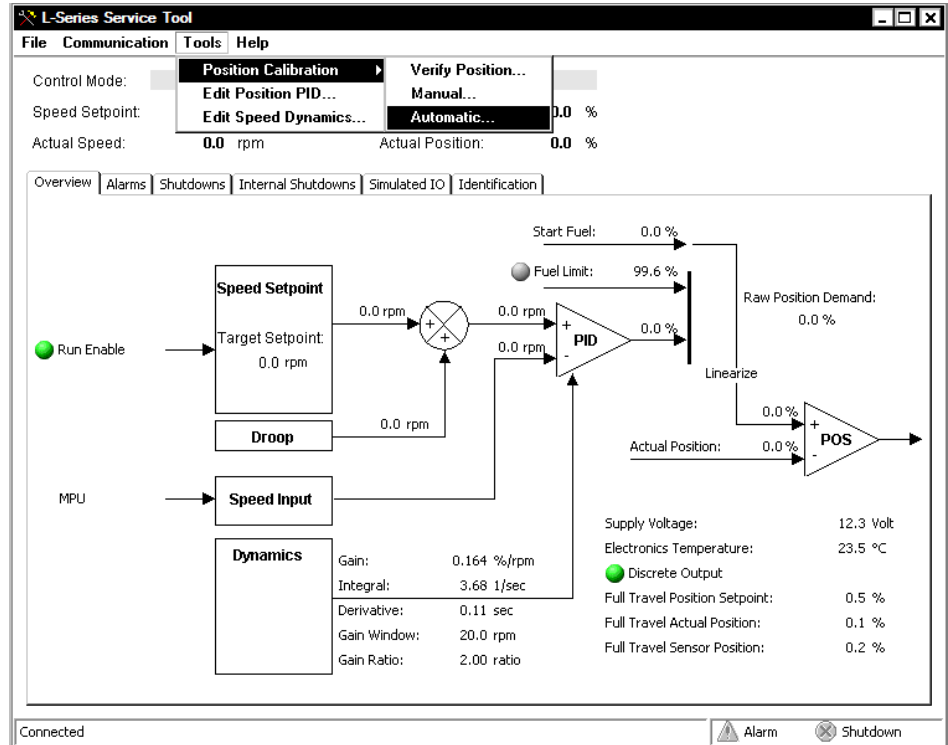 L-Series Service Tool
File Communication Tools Help
Position Calibration
Edit Position PID...
Edit Speed Dynamics...
Verify Position...
Manual...
Automatic...
Control Mode:
Speed Setpoint:
0.0 %
Actual Speed: 0.0 rpm Actual Position: 0.0 %
Overview Alarms Shutdowns Internal Shutdowns Simulated IO Identification
Start Fuel: 0.0 %
Fuel Limit: 99.6 %
Raw Position Demand:
0.0 %
Speed Setpoint
Target Setpoint:
0.0 rpm
Run Enable
0.0 rpm
+
+
0.0 rpm
0.0 rpm
+
-
PID
0.0 %
Linearize
Droop
0.0 rpm
0.0 %
Actual Position: 0.0 %
+
-
POS
MPU
Speed Input
Dynamics
Gain: 0.164 %/rpm
Integral: 3.68 1/sec
Derivative: 0.11 sec
Gain Window: 20.0 rpm
Gain Ratio: 2.00 ratio
Supply Voltage: 12.3 Volt
Electronics Temperature: 23.5 °C
Discrete Output
Full Travel Position Setpoint: 0.5 %
Full Travel Actual Position: 0.1 %
Full Travel Sensor Position: 0.2 %
Connected
Alarm
Shutdown